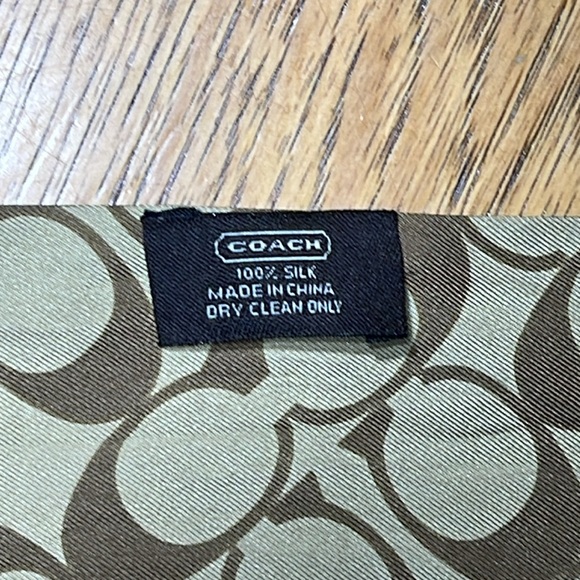 COACH
100% SILK
MADE IN CHINA
DRY CLEAN ONLY